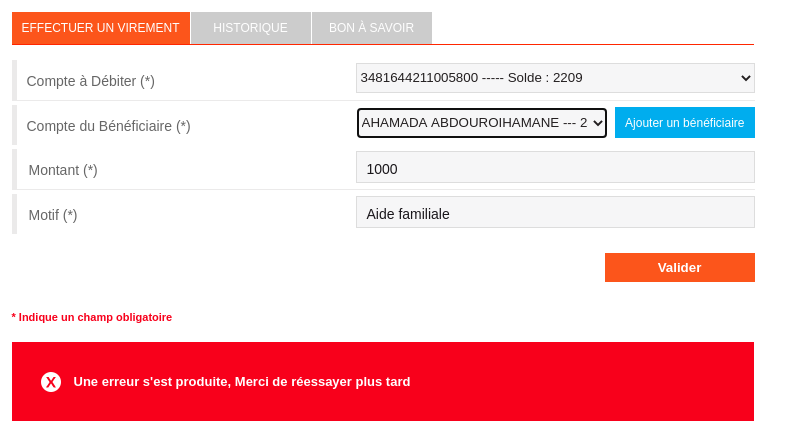 EFFECTUER UN VIREMENT HISTORIQUE BON À SAVOIR
Compte à Débiter (*) 3481644211005800 ----- Solde : 2209
Compte du Bénéficiaire (*) AHAMADA ABDOUROIHAMANE --- 2 Ajouter un bénéficiaire
Montant (*) 1000
Motif (*) Aide familiale
Valider
* Indique un champ obligatoire
X Une erreur s'est produite, Merci de réessayer plus tard